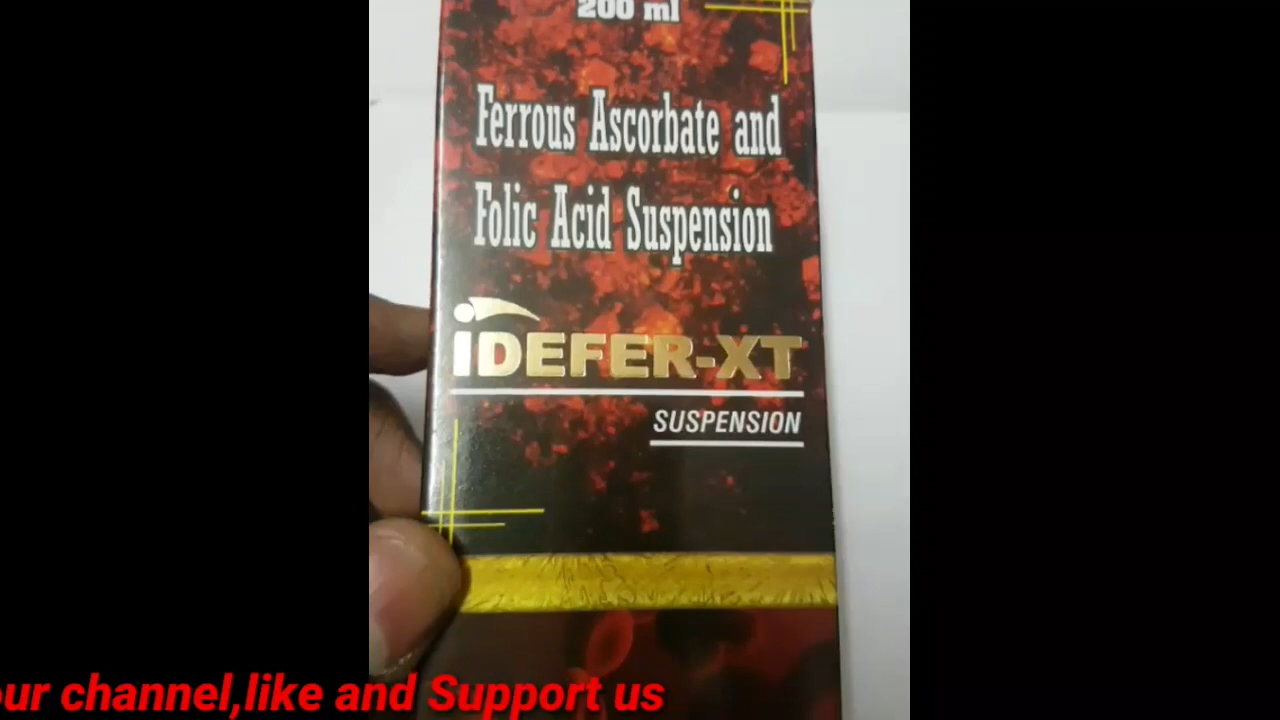 200 ml
Ferrous Ascorbate and
Folic Acid Suspension
iDEFER-XT
SUSPENSION
our channel,like and Support us